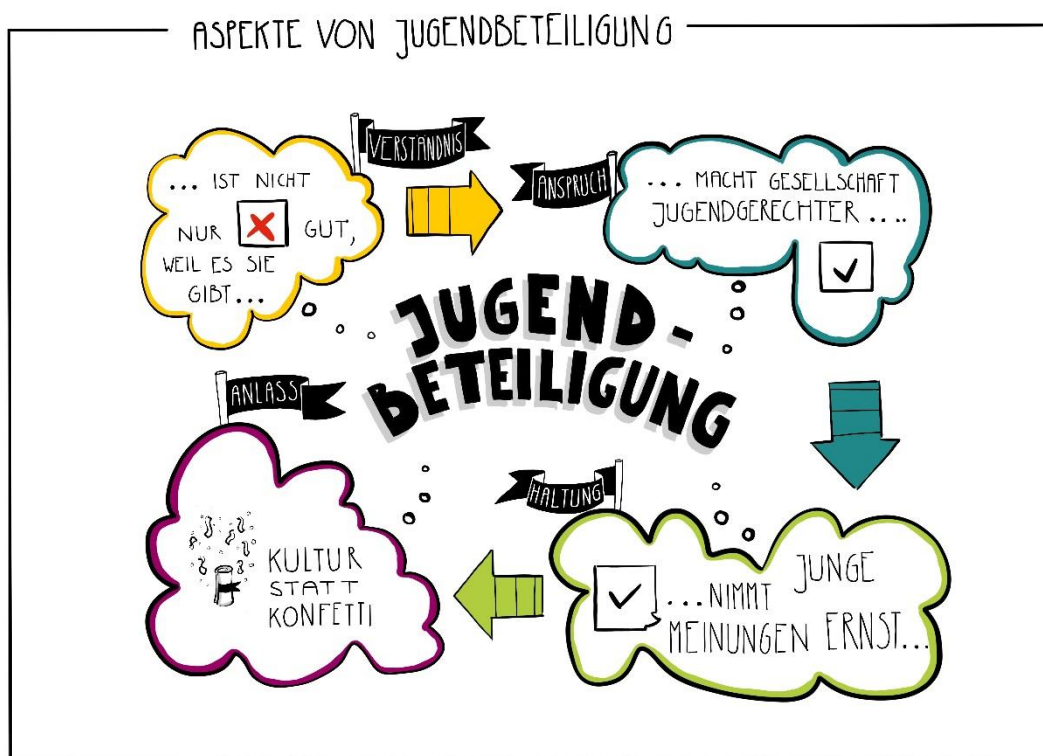 ASPEKTE VON JUGENDBETEILIGUNG
VERSTÄNDNIS
... IST NICHT
NUR GUT,
WEIL ES SIE
GIBT...
ANSPRUCH
... MACHT GESELLSCHAFT
JUGENDGERECHTER ....
JUGEND-
BETEILIGUNG
ANLASS
KULTUR
STATT
KONFETTI
HALTUNG
JUNGE
...NIMMT
MEINUNGEN ERNST...